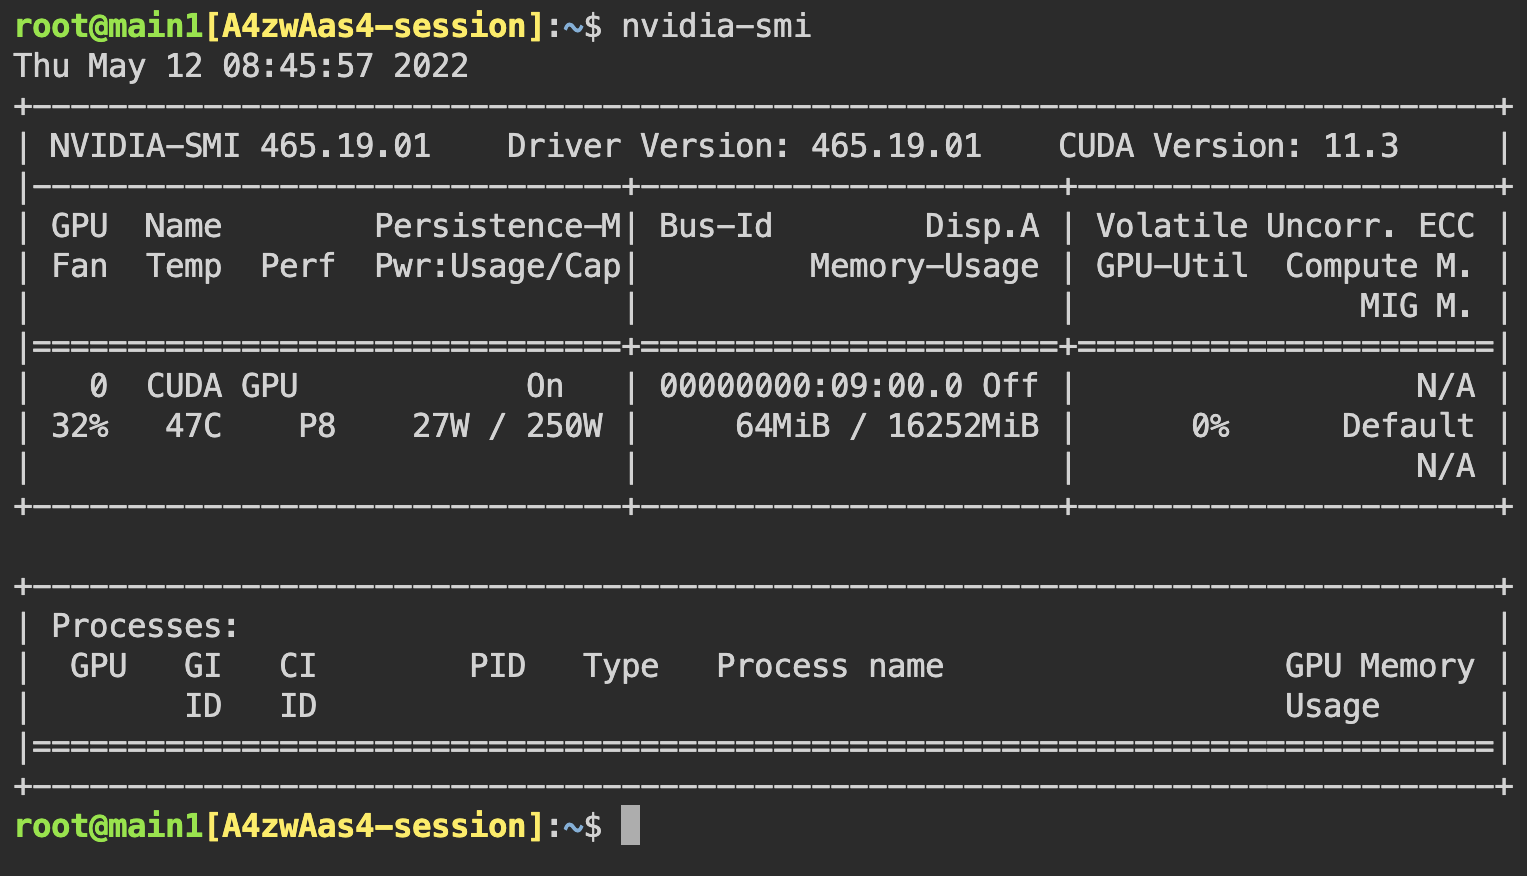 root@main1[A4zwAas4-session]:~$ nvidia-smi
Thu May 12 08:45:57 2022
+-----------------------------------------------------------------------------+
| NVIDIA-SMI 465.19.01    Driver Version: 465.19.01    CUDA Version: 11.3     |
|-------------------------------+----------------------+----------------------+
| GPU  Name        Persistence-M| Bus-Id        Disp.A | Volatile Uncorr. ECC |
| Fan  Temp  Perf  Pwr:Usage/Cap|         Memory-Usage | GPU-Util  Compute M. |
|                               |                      |               MIG M. |
|===============================+======================+======================|
|   0  CUDA GPU            On   | 00000000:09:00.0 Off |                  N/A |
| 32%   47C    P8    27W / 250W |     64MiB / 16252MiB |      0%      Default |
|                               |                      |                  N/A |
+-------------------------------+----------------------+----------------------+

+-----------------------------------------------------------------------------+
| Processes:                                                                  |
|  GPU   GI   CI        PID   Type   Process name                  GPU Memory |
|        ID   ID                                                   Usage      |
|=============================================================================|
+-----------------------------------------------------------------------------+
root@main1[A4zwAas4-session]:~$